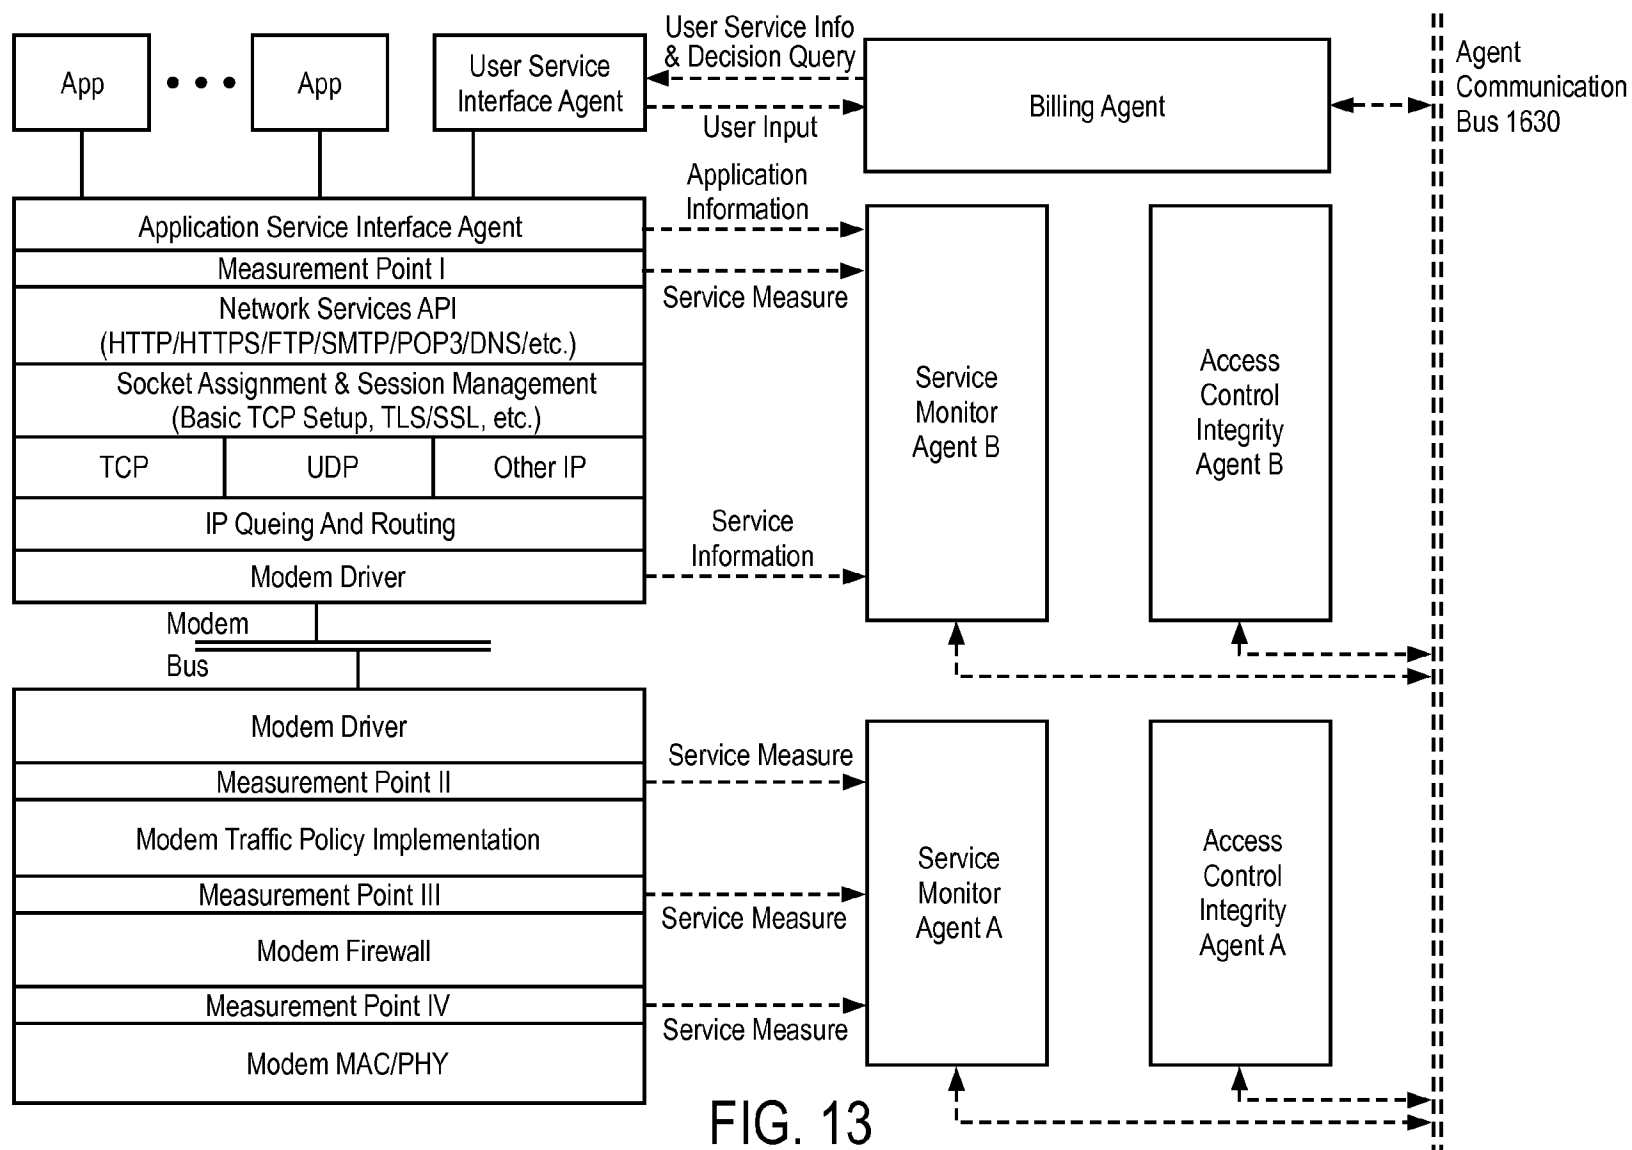 App
App
User Service
Interface Agent
User Service Info
& Decision Query
User Input
Billing Agent
Agent
Communication
Bus 1630
Application Service Interface Agent
Application
Information
Measurement Point I
Service Measure
Network Services API
(HTTP/HTTPS/FTP/SMTP/POP3/DNS/etc.)
Socket Assignment & Session Management
(Basic TCP Setup, TLS/SSL, etc.)
TCP
UDP
Other IP
IP Queing And Routing
Modem Driver
Service
Information
Service
Monitor
Agent B
Access
Control
Integrity
Agent B
Modem
Bus
Modem Driver
Measurement Point II
Service Measure
Modem Traffic Policy Implementation
Measurement Point III
Service Measure
Modem Firewall
Measurement Point IV
Service Measure
Modem MAC/PHY
Service
Monitor
Agent A
Access
Control
Integrity
Agent A
FIG. 13